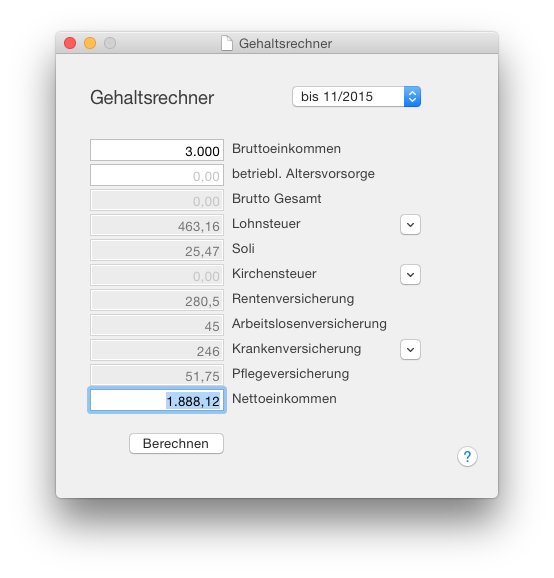 Gehaltsrechner
Gehaltsrechner bis 11/2015
3.000 Bruttoeinkommen
0,00 betriebl. Altersvorsorge
0,00 Brutto Gesamt
463,16 Lohnsteuer
25,47 Soli
0,00 Kirchensteuer
280,5 Rentenversicherung
45 Arbeitslosenversicherung
246 Krankenversicherung
51,75 Pflegeversicherung
1.888,12 Nettoeinkommen
Berechnen
?